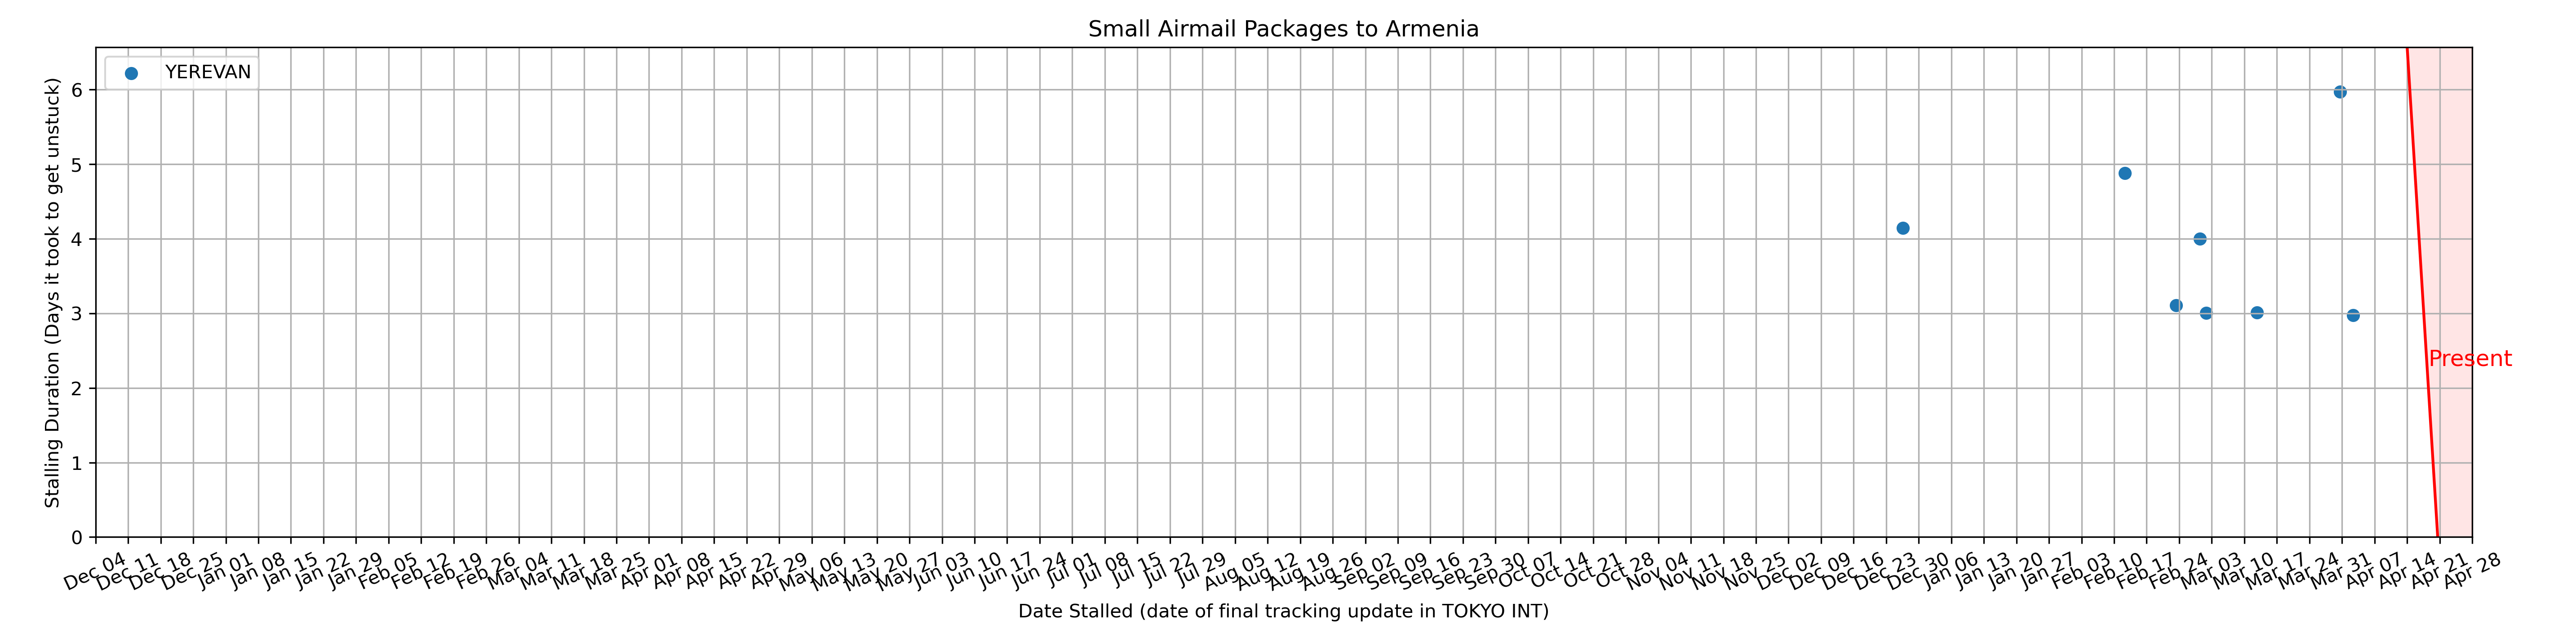 Small Airmail Packages to Armenia
YEREVAN
Stalling Duration (Days it took to get unstuck)
6
5
4
3
2
1
0
Present
Dec 04
Dec 11
Dec 18
Dec 25
Jan 01
Jan 08
Jan 15
Jan 22
Jan 29
Feb 05
Feb 12
Feb 19
Feb 26
Mar 04
Mar 11
Mar 18
Mar 25
Apr 01
Apr 08
Apr 15
Apr 22
Apr 29
May 06
May 13
May 20
May 27
Jun 03
Jun 10
Jun 17
Jun 24
Jul 01
Jul 08
Jul 15
Jul 22
Jul 29
Aug 05
Aug 12
Aug 19
Aug 26
Sep 02
Sep 09
Sep 16
Sep 23
Sep 30
Oct 07
Oct 14
Oct 21
Oct 28
Nov 04
Nov 11
Nov 18
Nov 25
Dec 02
Dec 09
Dec 16
Dec 23
Dec 30
Jan 06
Jan 13
Jan 20
Jan 27
Feb 03
Feb 10
Feb 17
Feb 24
Mar 03
Mar 10
Mar 17
Mar 24
Mar 31
Apr 07
Apr 14
Apr 21
Apr 28
Date Stalled (date of final tracking update in TOKYO INT)